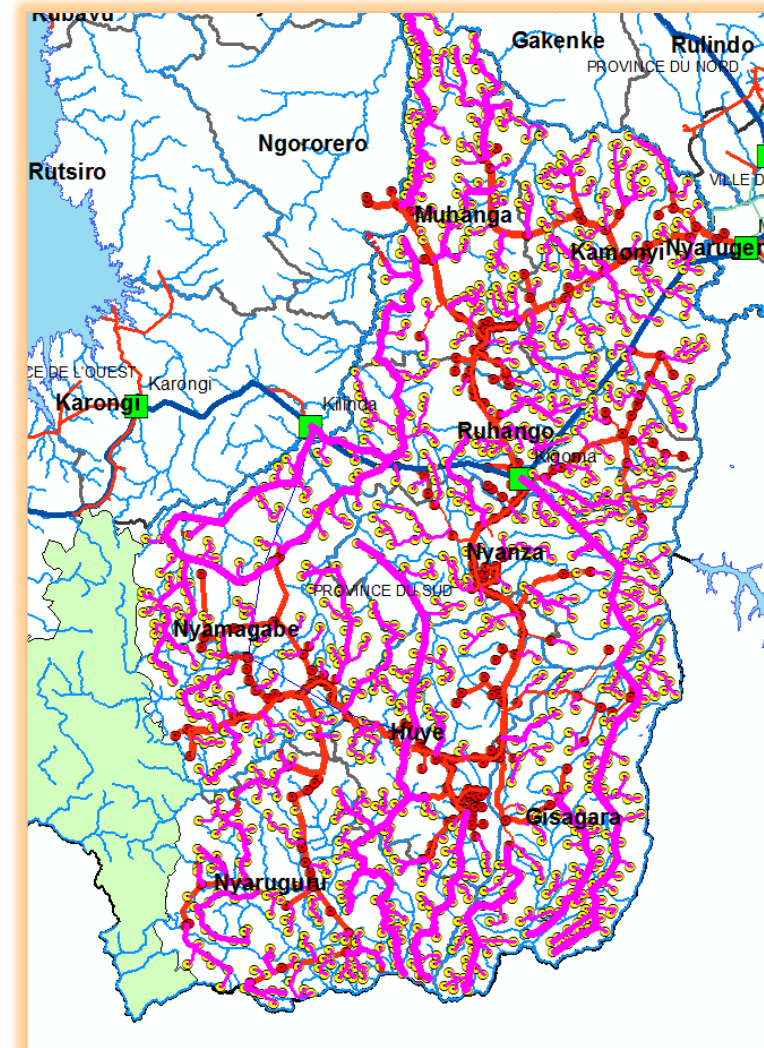 Rubavu
Gakenke
Rulindo
PROVINCE DU NORD
Ngororero
Rutsiro
VILLE D
Muhanga
Kamonyi
Nyaruger
CE DE L'OUEST
Karongi
Karongi
Kilinda
Ruhango
Kigoma
Nyanza
PROVINCE DU SUD
Nyamagabe
Huye
Gisagara
Nyaruguru